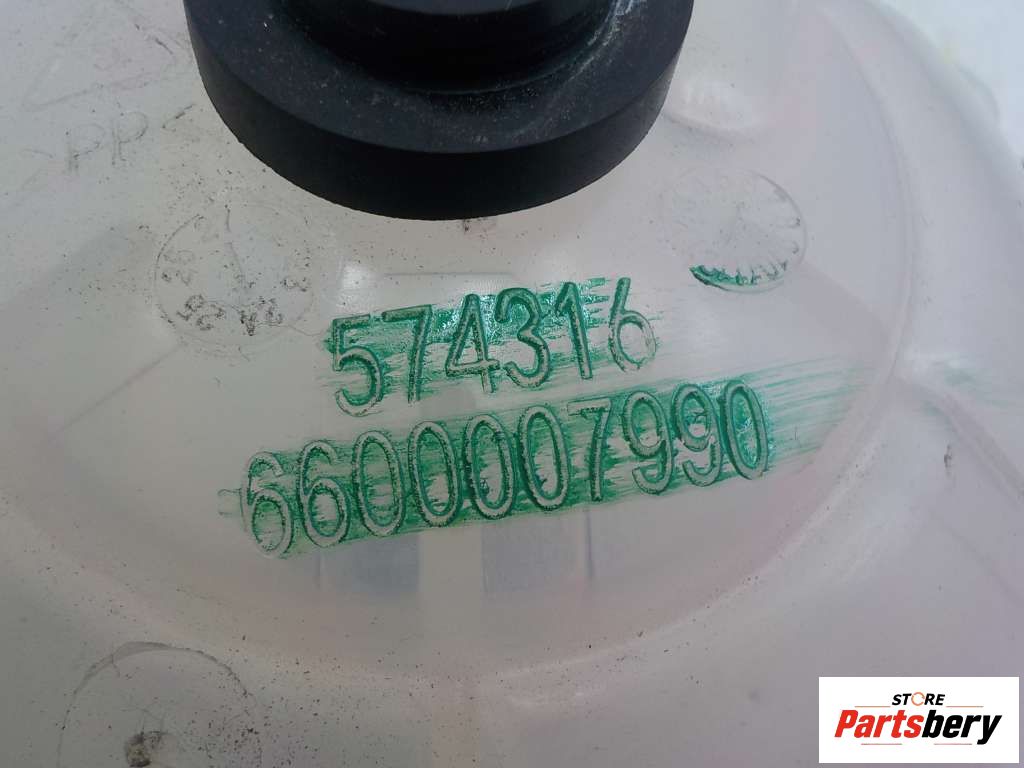 >PP<
574316
6600007990
STORE
Partsbery